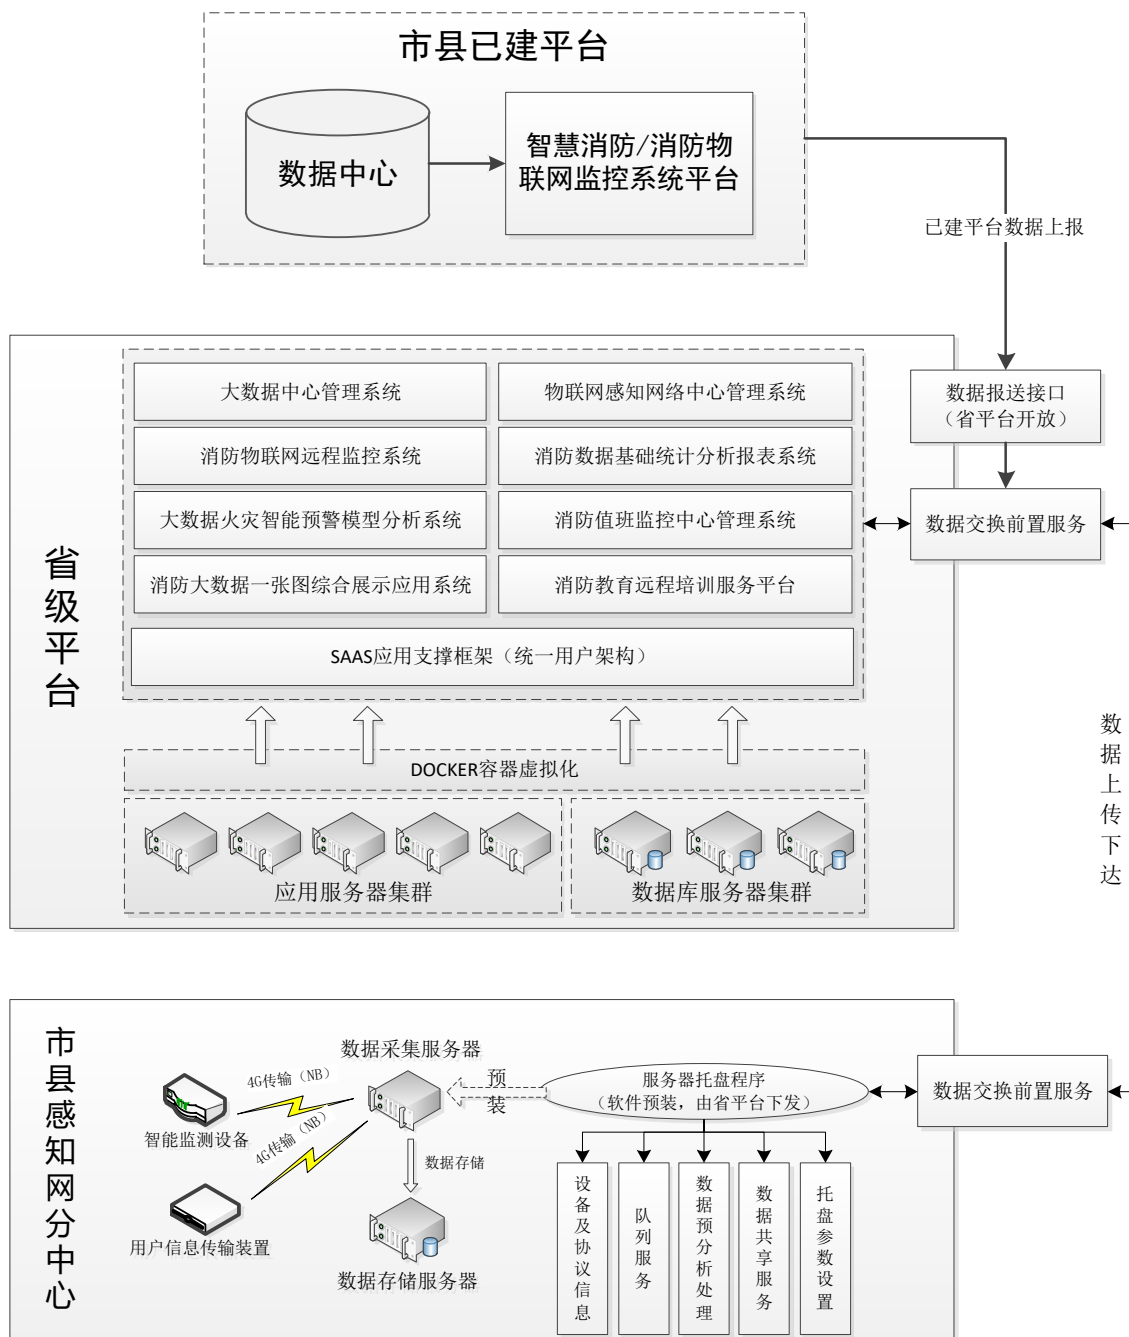 市县已建平台
数据中心
智慧消防/消防物
联网监控系统平台
已建平台数据上报
省级平台
大数据中心管理系统
物联网感知网络中心管理系统
消防物联网远程监控系统
消防数据基础统计分析报表系统
大数据火灾智能预警模型分析系统
消防值班监控中心管理系统
消防大数据一张图综合展示应用系统
消防教育远程培训服务平台
SAAS应用支撑框架（统一用户架构）
数据报送接口
（省平台开放）
数据交换前置服务
DOCKER容器虚拟化
应用服务器集群
数据库服务器集群
数据上传下达
市县感知网分中心
数据采集服务器
4G传输（NB）
智能监测设备
4G传输（NB）
用户信息传输装置
数据存储
数据存储服务器
预装
服务器托盘程序
（软件预装，由省平台下发）
数据交换前置服务
设备及协议信息
队列服务
数据预分析处理
数据共享服务
托盘参数设置